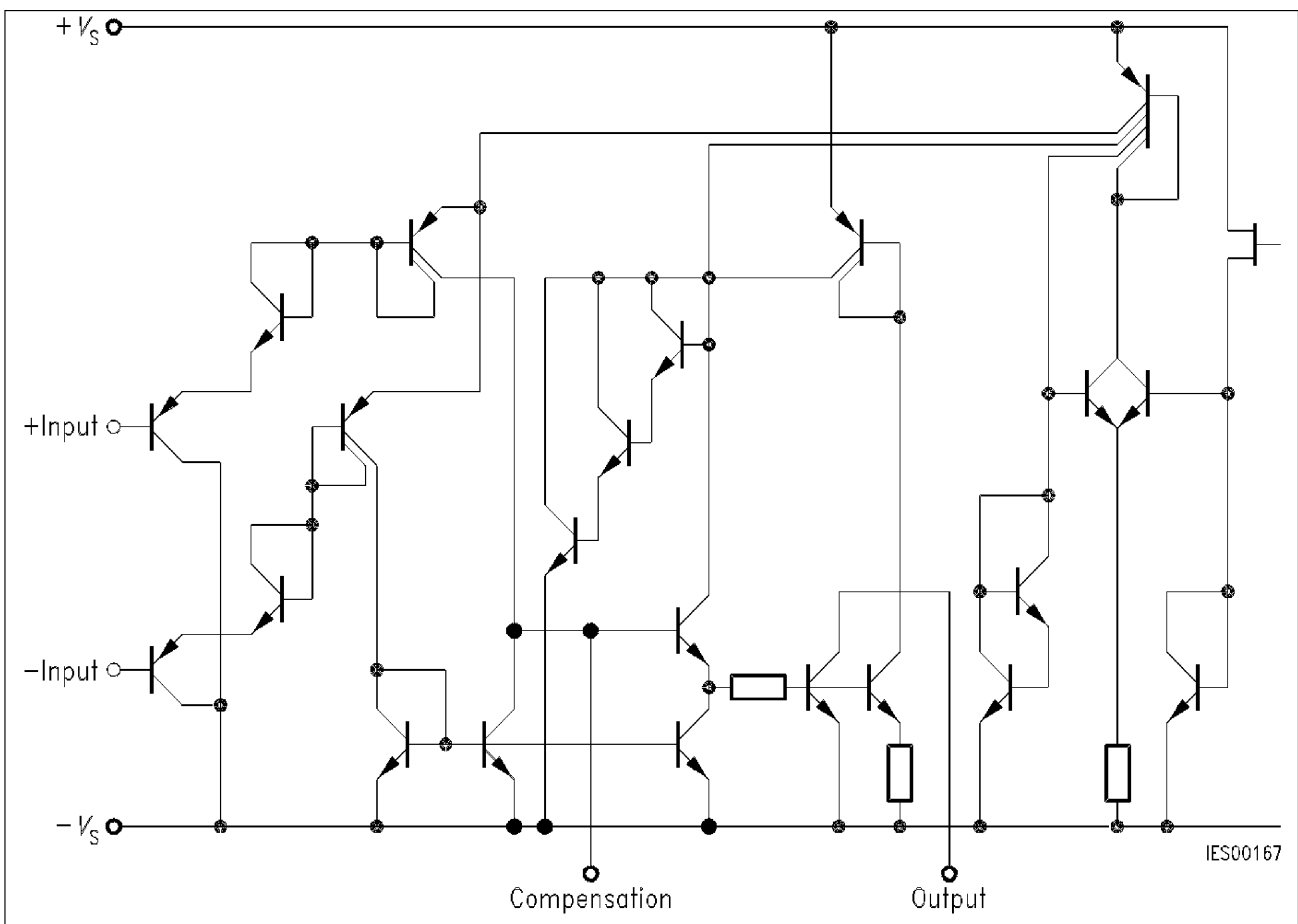 +Vs
+Input
-Input
-Vs
IES00167
Compensation
Output